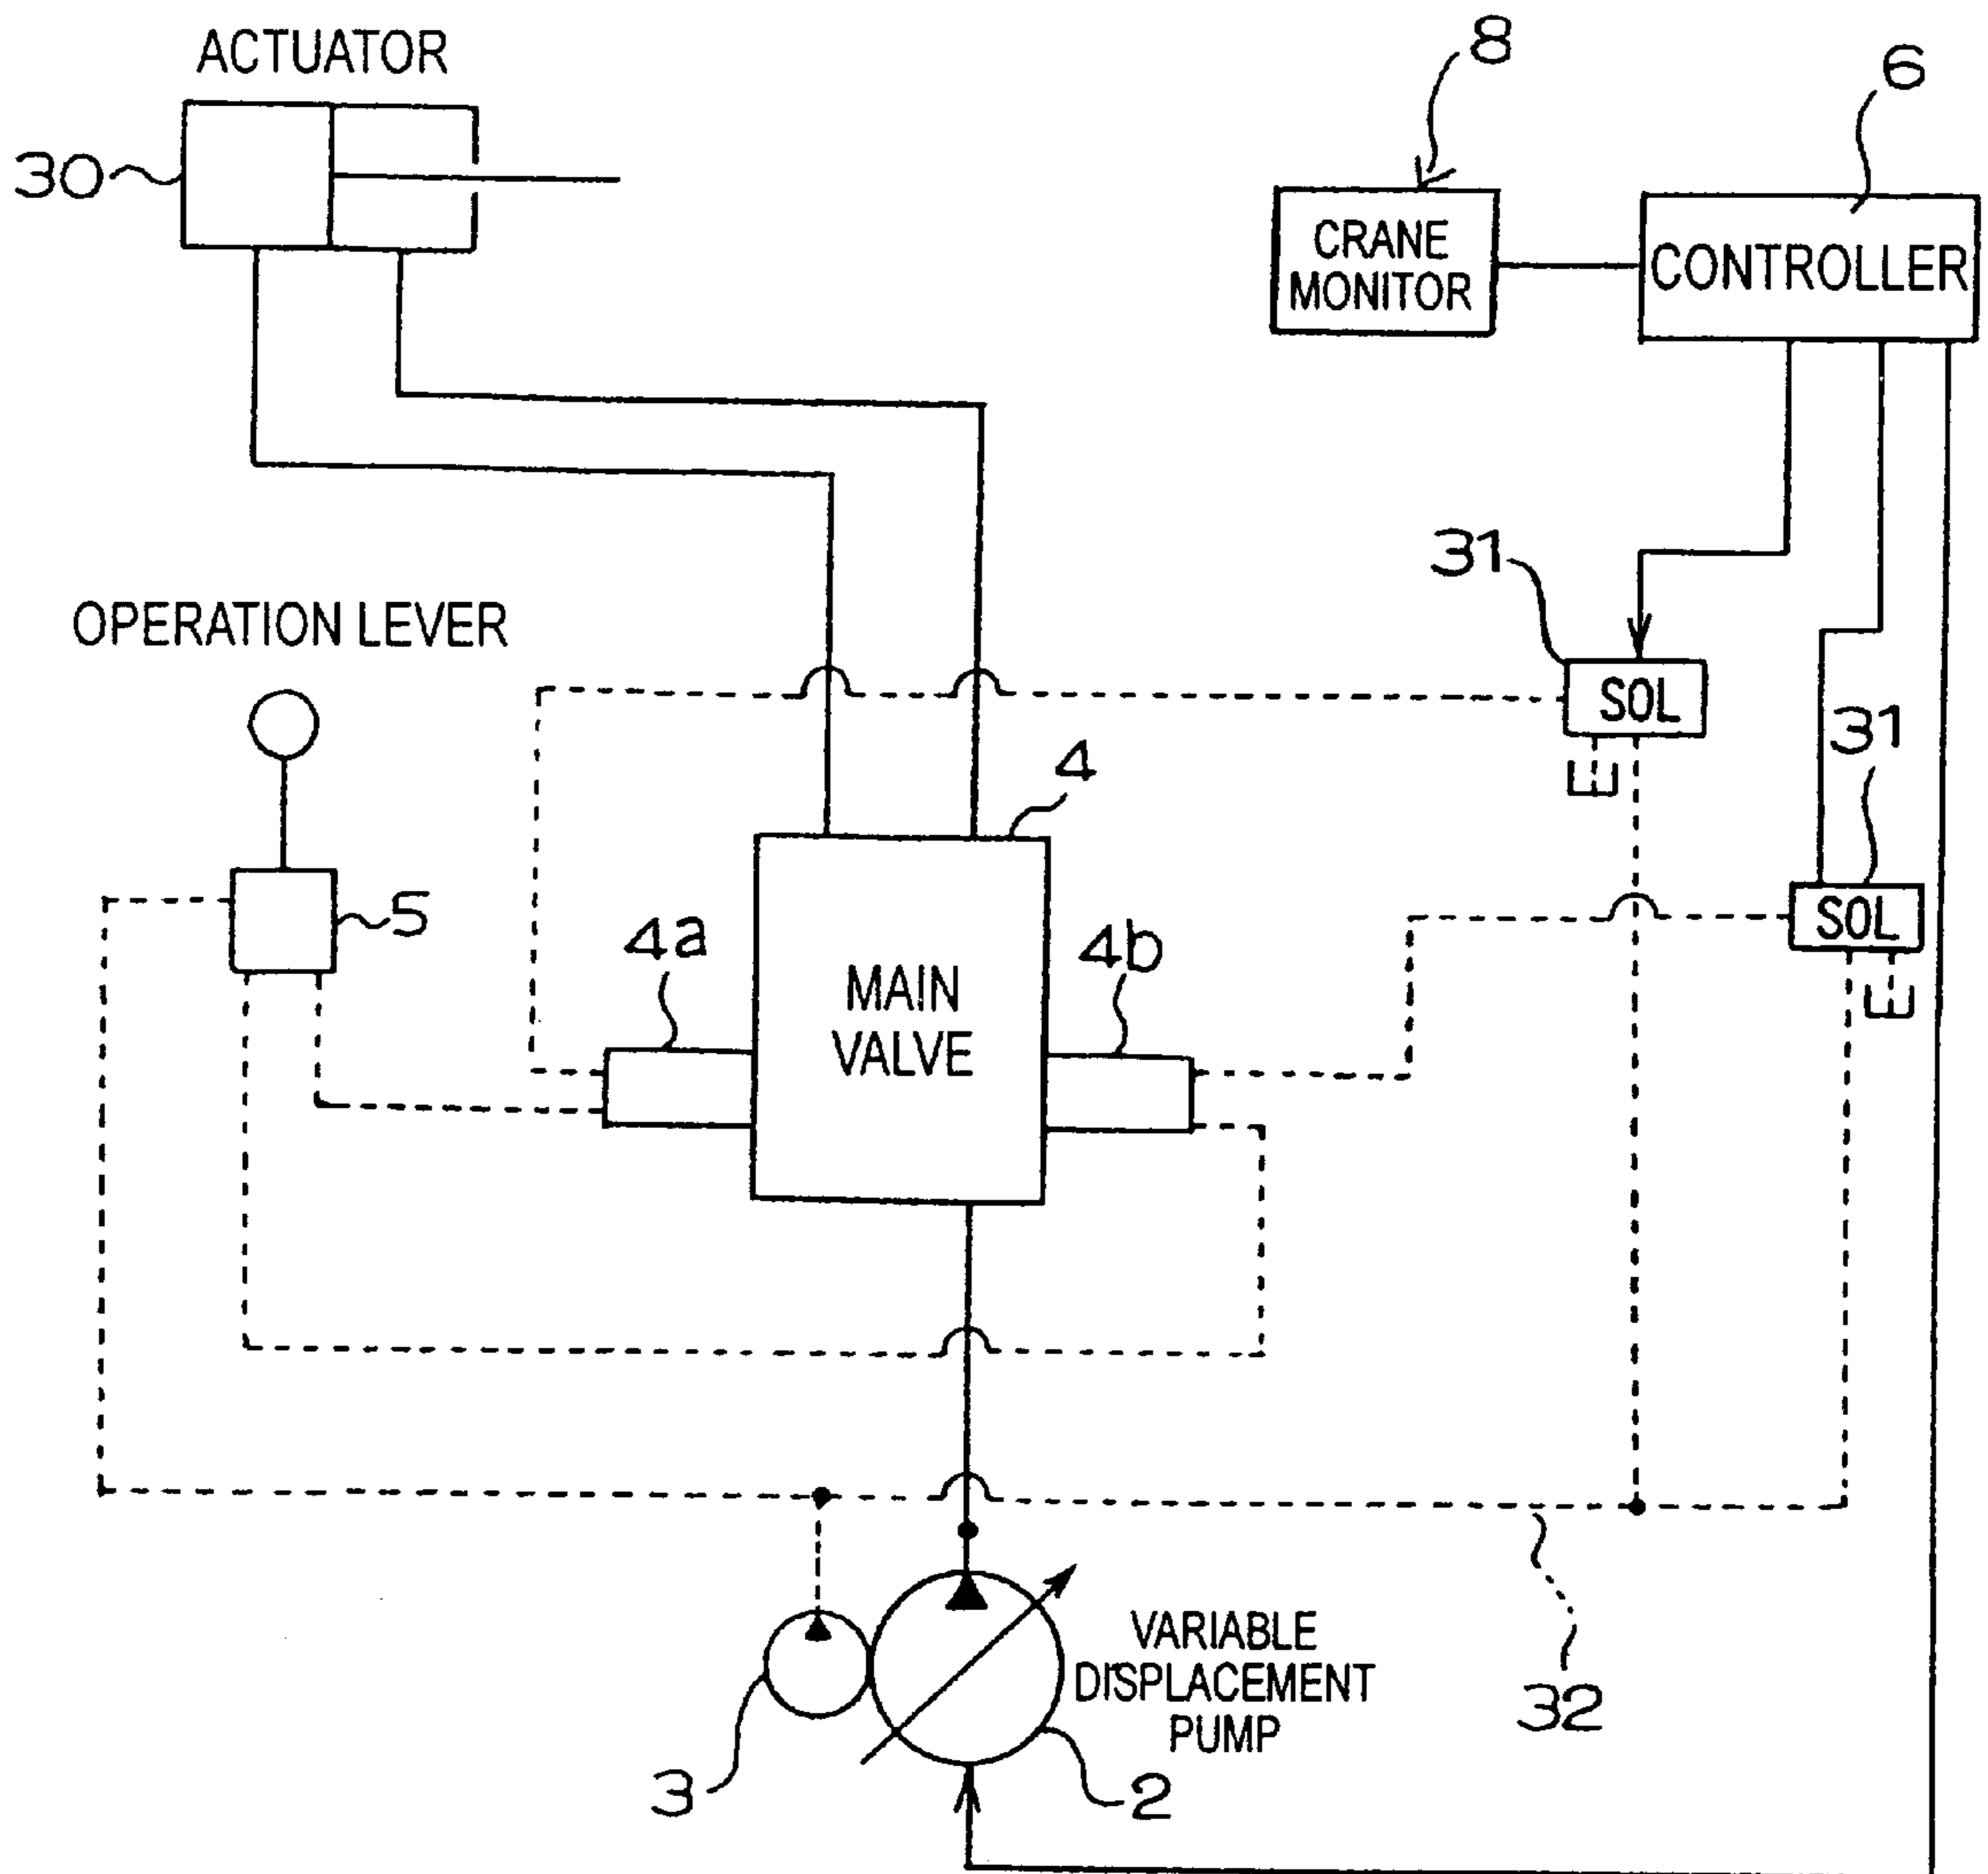 ACTUATOR
8
6
30
CRANE
MONITOR
CONTROLLER
31
OPERATION LEVER
SOL
31
4
5
4a
4b
SOL
MAIN
VALVE
VARIABLE
DISPLACEMENT
PUMP
32
3
2